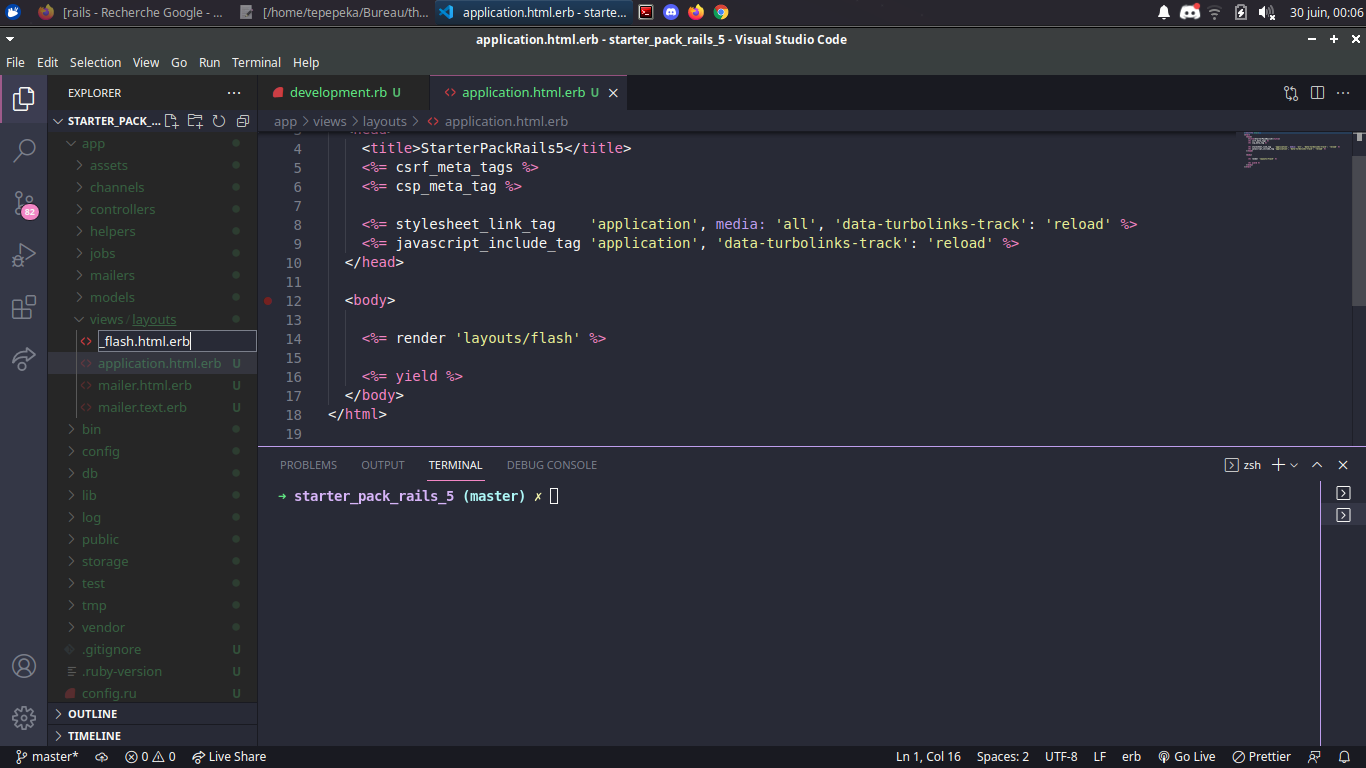 [rails - Recherche Google - ...
[/home/tepepeka/Bureau/th...
application.html.erb - starte...
30 juin, 00:06
application.html.erb - starter_pack_rails_5 - Visual Studio Code
File Edit Selection View Go Run Terminal Help
EXPLORER
development.rb U
application.html.erb U
STARTER_PACK_...
app > views > layouts > application.html.erb
app
assets
channels
controllers
helpers
jobs
mailers
models
views / layouts
_flash.html.erb
application.html.erb U
mailer.html.erb U
mailer.text.erb U
bin
config
db
lib
log
public
storage
test
tmp
vendor
.gitignore U
.ruby-version U
config.ru U
OUTLINE
TIMELINE
82
3 <head>
4 <title>StarterPackRails5</title>
5 <%= csrf_meta_tags %>
6 <%= csp_meta_tag %>
7
8 <%= stylesheet_link_tag    'application', media: 'all', 'data-turbolinks-track': 'reload' %>
9 <%= javascript_include_tag 'application', 'data-turbolinks-track': 'reload' %>
10 </head>
11
12 <body>
13
14 <%= render 'layouts/flash' %>
15
16 <%= yield %>
17 </body>
18 </html>
19
PROBLEMS OUTPUT TERMINAL DEBUG CONSOLE
zsh
➜ starter_pack_rails_5 (master) ✗
master* 0 0 Live Share
Ln 1, Col 16 Spaces: 2 UTF-8 LF erb Go Live Prettier